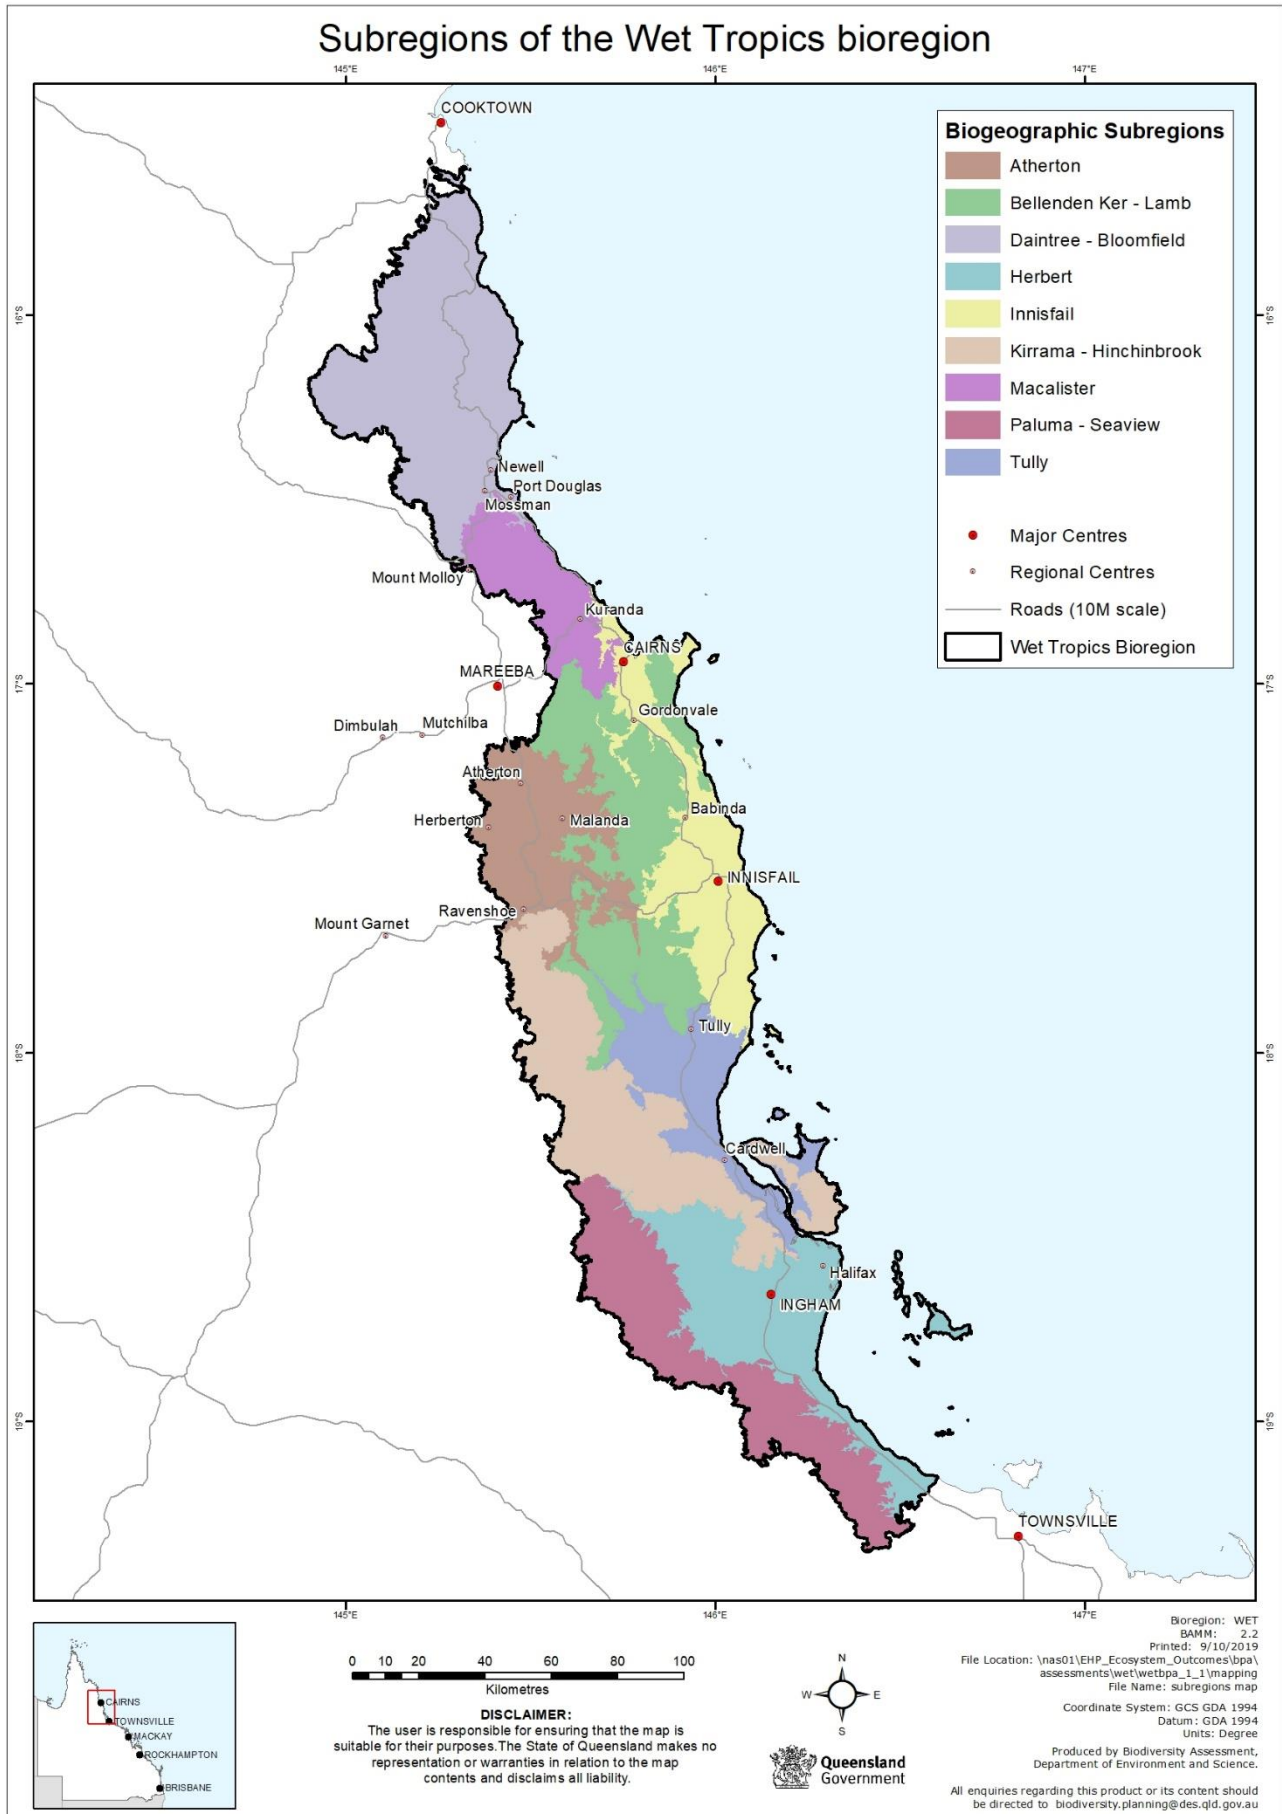 Subregions of the Wet Tropics bioregion
145°E
146°E
147°E
COOKTOWN
Biogeographic Subregions
Atherton
Bellenden Ker - Lamb
Daintree - Bloomfield
Herbert
Innisfail
Kirrama - Hinchinbrook
Macalister
Paluma - Seaview
Tully
Major Centres
Regional Centres
Roads (10M scale)
Wet Tropics Bioregion
16°S
16°S
Newell
Port Douglas
Mossman
Mount Molloy
Kuranda
CAIRNS
MAREEBA
17°S
17°S
Gordonvale
Dimbulah
Mutchilba
Atherton
Herberton
Malanda
Babinda
INNISFAIL
Ravenshoe
Mount Garnet
Tully
18°S
18°S
Cardwell
Halifax
INGHAM
19°S
19°S
TOWNSVILLE
145°E
146°E
147°E
CAIRNS
TOWNSVILLE
MACKAY
ROCKHAMPTON
BRISBANE
0 10 20 40 60 80 100
Kilometres
DISCLAIMER:
The user is responsible for ensuring that the map is
suitable for their purposes.The State of Queensland makes no
representation or warranties in relation to the map
contents and disclaims all liability.
N
W
E
S
Queensland
Government
Bioregion: WET
BAMM: 2.2
Printed: 9/10/2019
File Location: \nas01\EHP_Ecosystem_Outcomes\bpa\
assessments\wet\wetbpa_1_1\mapping
File Name: subregions map
Coordinate System: GCS GDA 1994
Datum: GDA 1994
Units: Degree
Produced by Biodiversity Assessment,
Department of Environment and Science.
All enquiries regarding this product or its content should
be directed to biodiversity.planning@des.qld.gov.au